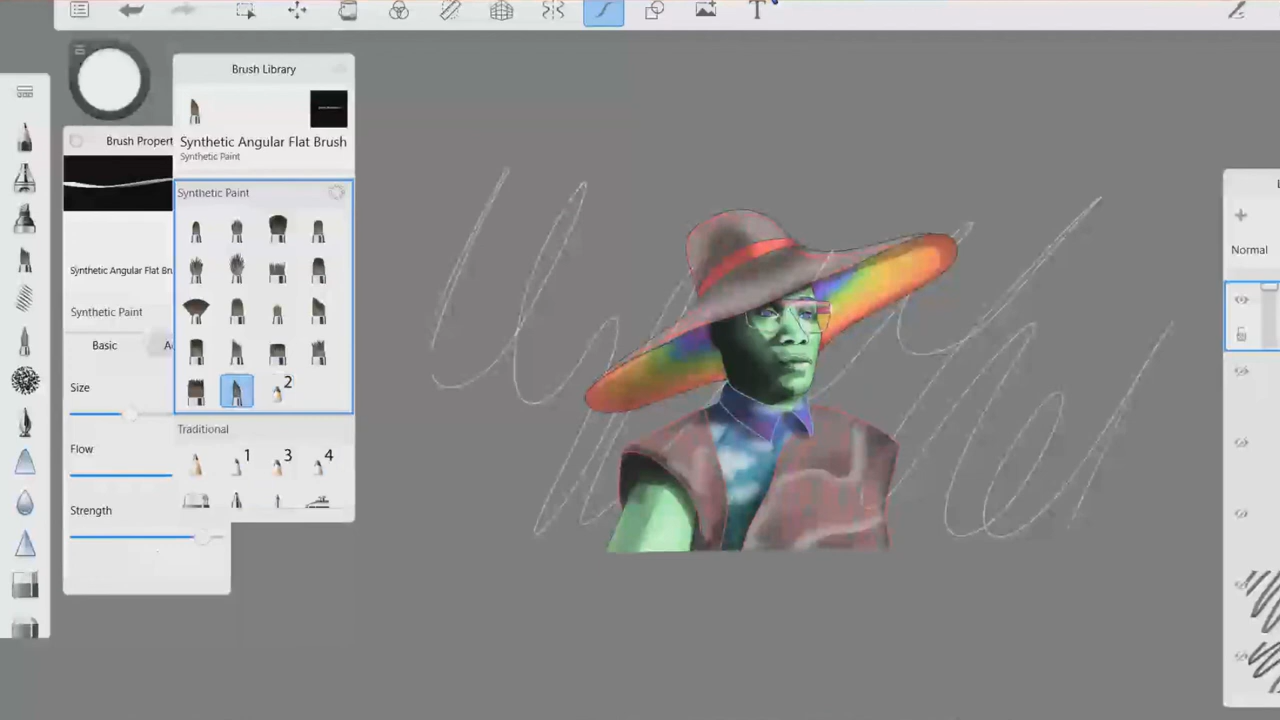 Brush Library
Brush Propert
Synthetic Angular Flat Brush
Synthetic Paint
Synthetic Paint
Synthetic Angular Flat Br
Synthetic Paint
Basic
A
Size
2
Traditional
Flow
1
3
4
Strength
Normal